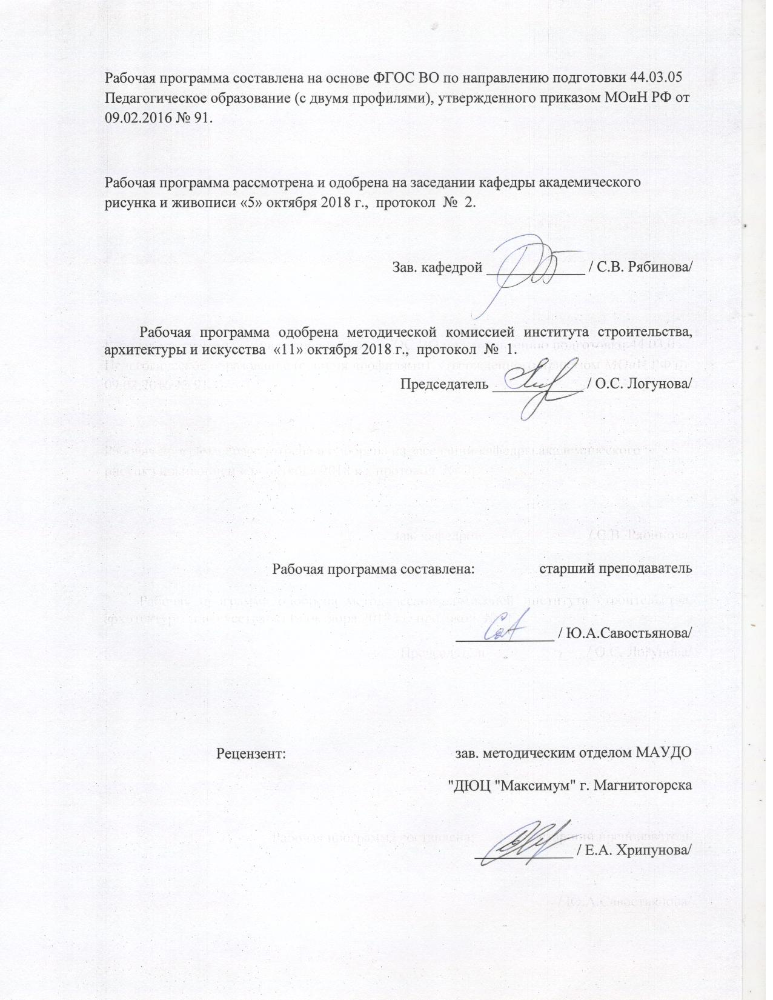 Рабочая программа составлена на основе ФГОС ВО по направлению подготовки 44.03.05
Педагогическое образование (с двумя профилями), утвержденного приказом МОиН РФ от
09.02.2016 № 91.
Рабочая программа рассмотрена и одобрена на заседании кафедры академического
рисунка и живописи «5» октября 2018 г., протокол № 2.
Зав. кафедрой _____________ / С.В. Рябинова/
Рабочая программа одобрена методической комиссией института строительства,
архитектуры и искусства «11» октября 2018 г., протокол № 1.
Председатель ____________ / О.С. Логунова/
Рабочая программа составлена: старший преподаватель
_____________ / Ю.А.Савостьянова/
Рецензент: зав. методическим отделом МАУДО
"ДЮЦ "Максимум" г. Магнитогорска
_____________ / Е.А. Хрипунова/